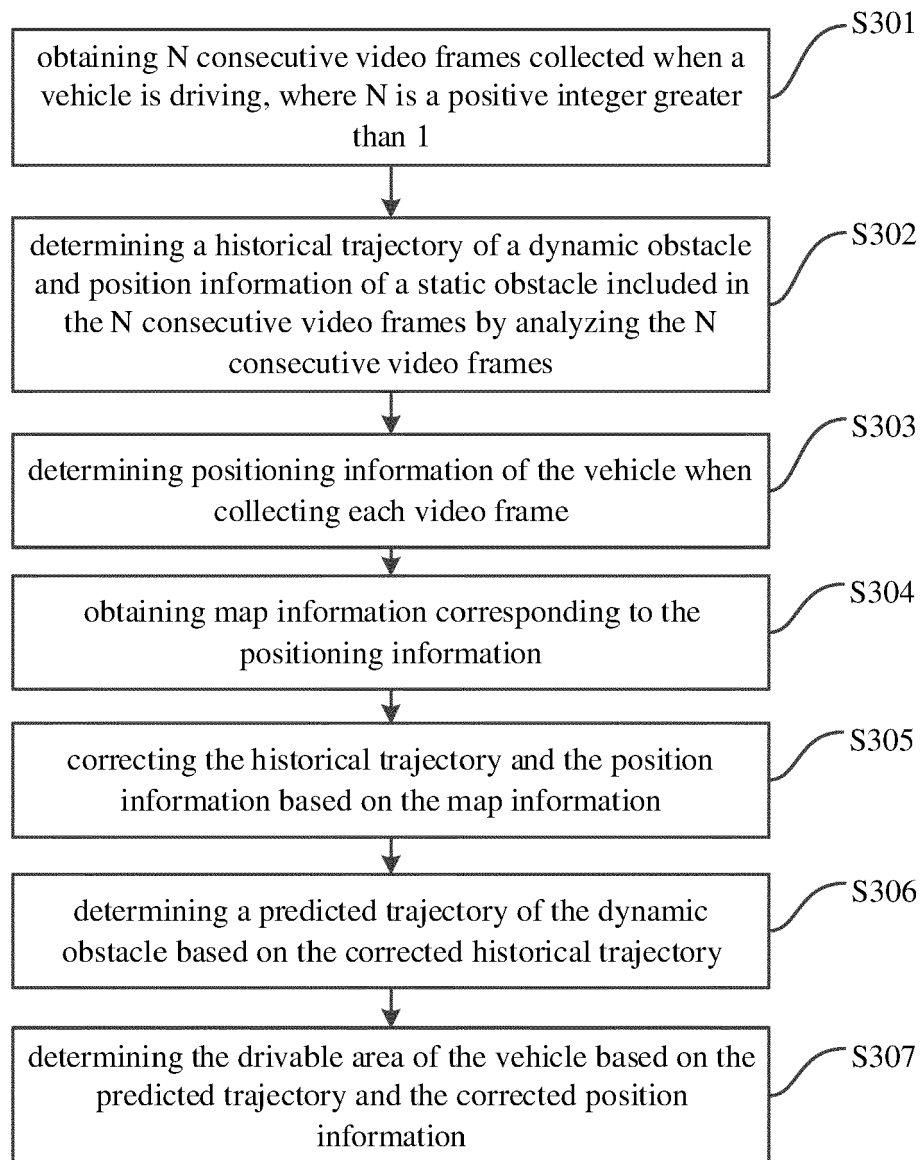 S301
obtaining N consecutive video frames collected when a
vehicle is driving, where N is a positive integer greater
than 1
S302
determining a historical trajectory of a dynamic obstacle
and position information of a static obstacle included in
the N consecutive video frames by analyzing the N
consecutive video frames
S303
determining positioning information of the vehicle when
collecting each video frame
S304
obtaining map information corresponding to the
positioning information
S305
correcting the historical trajectory and the position
information based on the map information
S306
determining a predicted trajectory of the dynamic
obstacle based on the corrected historical trajectory
S307
determining the drivable area of the vehicle based on the
predicted trajectory and the corrected position
information